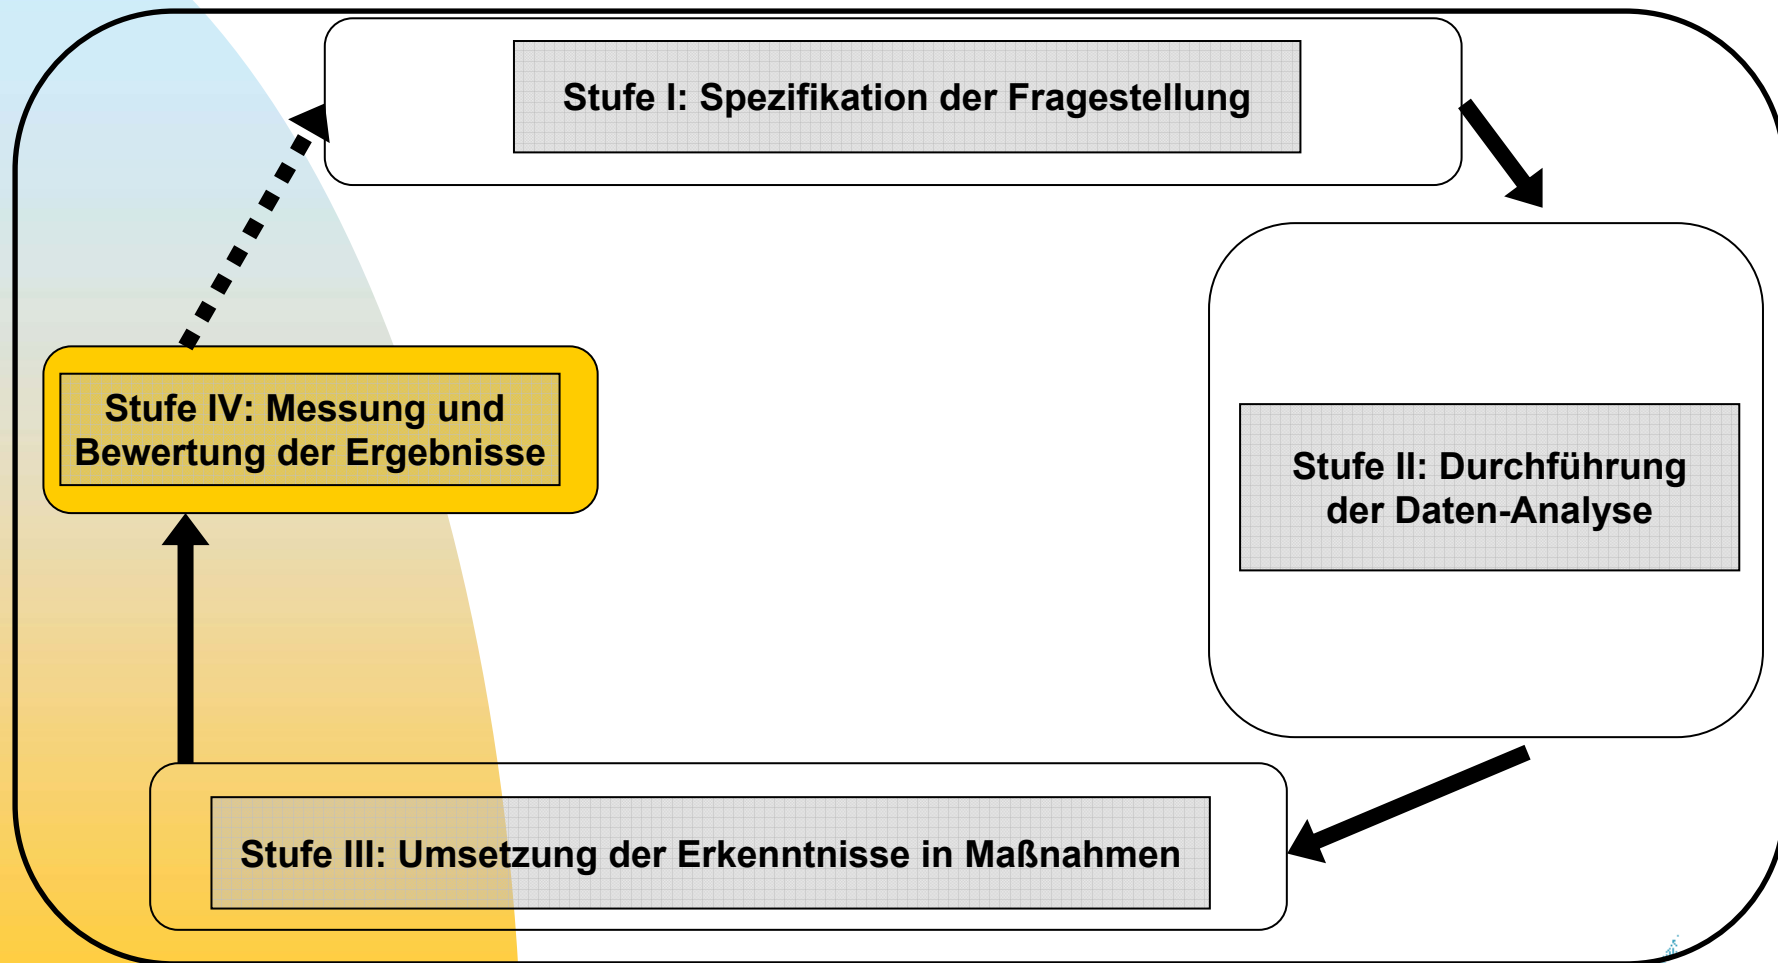 Stufe I: Spezifikation der Fragestellung
Stufe IV: Messung und
Bewertung der Ergebnisse
Stufe II: Durchführung
der Daten-Analyse
Stufe III: Umsetzung der Erkenntnisse in Maßnahmen